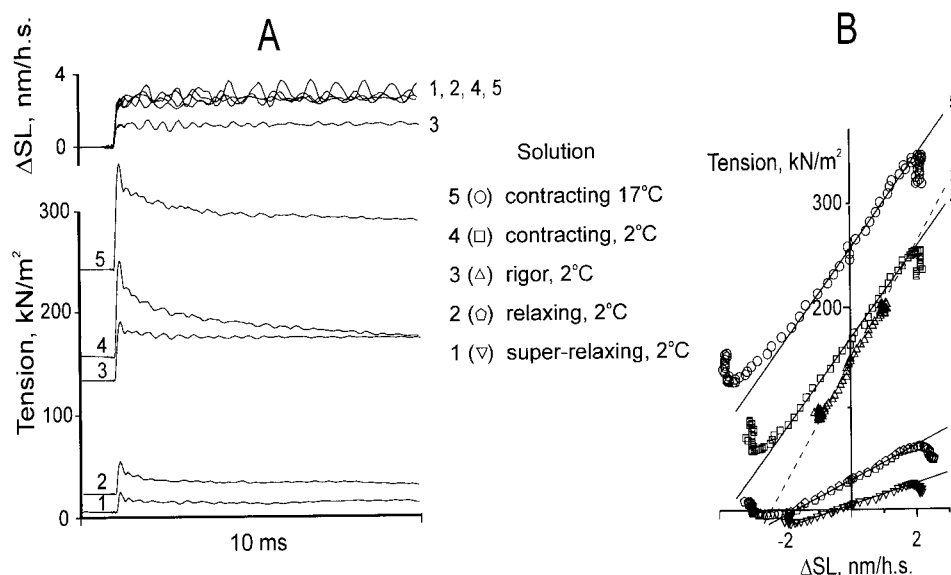 A
B
ΔSL, nm/h.s.
4
0
1, 2, 4, 5
3
Tension, kN/m²
300
200
100
0
5
4
3
2
1
10 ms
Solution
5 (○) contracting 17°C
4 (□) contracting, 2°C
3 (△) rigor, 2°C
2 (⬠) relaxing, 2°C
1 (▽) super-relaxing, 2°C
Tension, kN/m²
300
200
-2
2
ΔSL, nm/h.s.